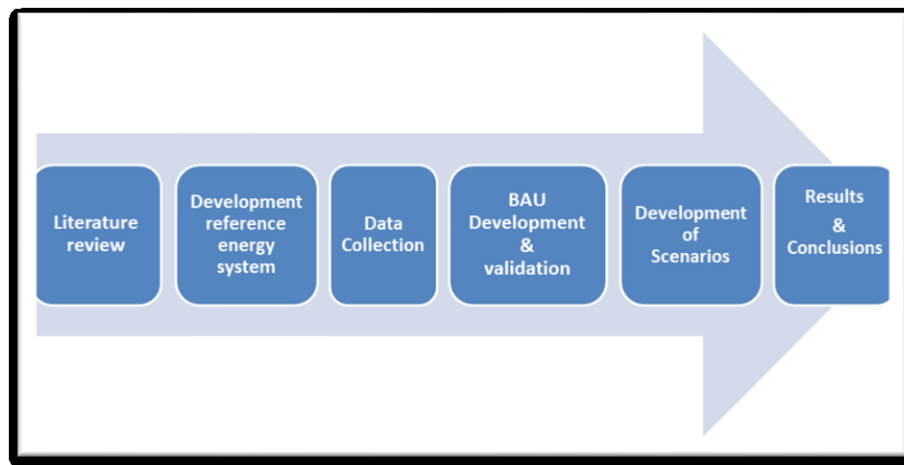 Literature
review
Development
reference
energy
system
Data
Collection
BAU
Development
&
validation
Development
of
Scenarios
Results
&
Conclusions